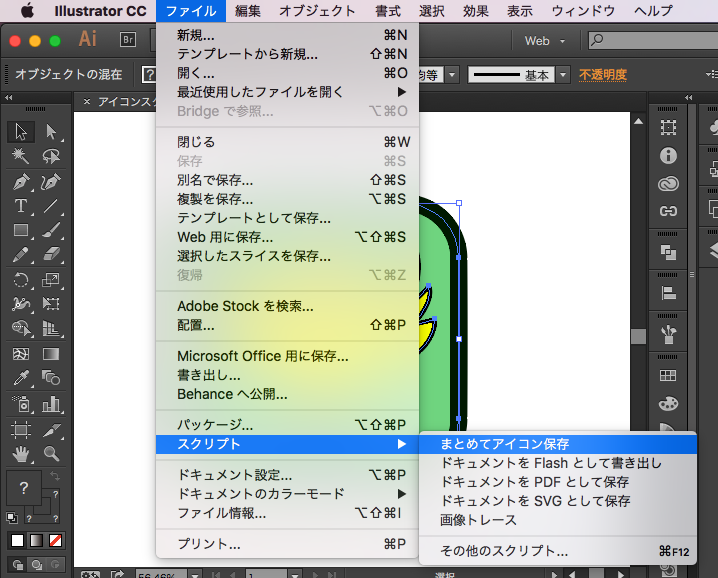 Illustrator CC ファイル 編集 オブジェクト 書式 選択 効果 表示 ウィンドウ ヘルプ
Ai Br Web
オブジェクトの混在 ? 均等 基本 不透明度
× アイコンス
新規... ⌘N
テンプレートから新規... ⇧⌘N
開く... ⌘O
最近使用したファイルを開く ▶
Bridge で参照... ⌥⌘O
閉じる ⌘W
保存 ⌘S
別名で保存... ⇧⌘S
複製を保存... ⌥⌘S
テンプレートとして保存...
Web 用に保存... ⌥⇧⌘S
選択したスライスを保存...
復帰 ⌥⌘Z
Adobe Stock を検索...
配置... ⇧⌘P
Microsoft Office 用に保存...
書き出し...
Behance へ公開...
パッケージ... ⌥⇧⌘P
スクリプト ▶
まとめてアイコン保存
ドキュメントを Flash として書き出し
ドキュメントを PDF として保存
ドキュメントを SVG として保存
画像トレース
その他のスクリプト... ⌘F12
ドキュメント設定... ⌥⌘P
ドキュメントのカラーモード ▶
ファイル情報... ⌥⇧⌘I
プリント... ⌘P
T
?
?
?
56.46% 1 選択